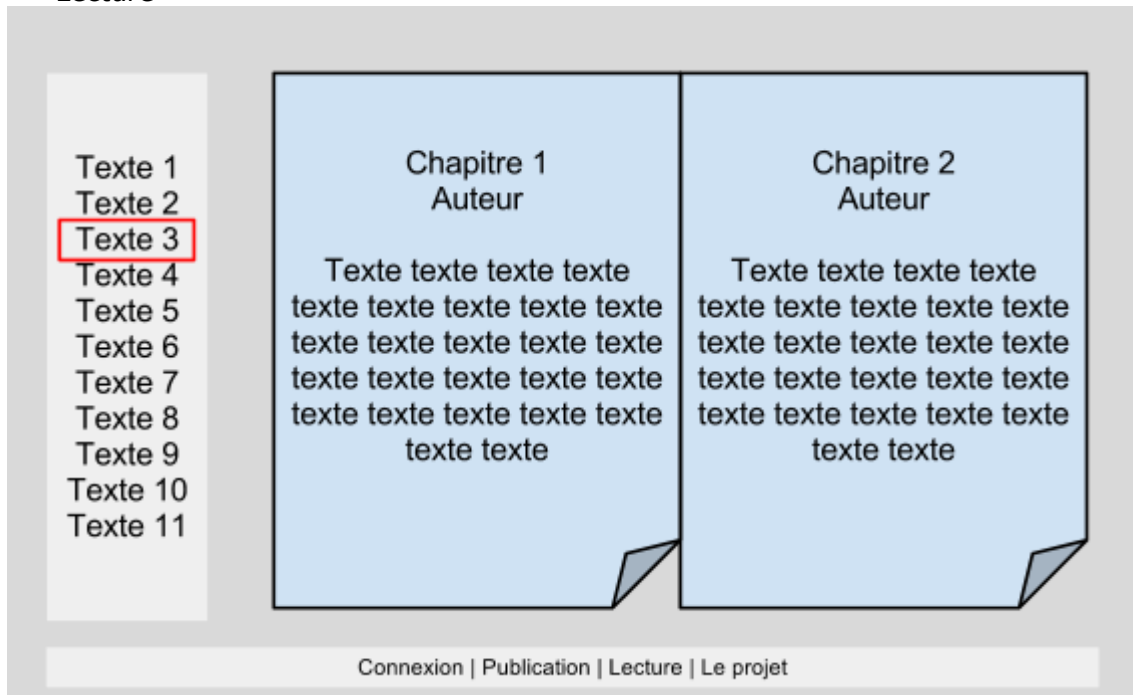 Lecture
Texte 1
Texte 2
Texte 3
Texte 4
Texte 5
Texte 6
Texte 7
Texte 8
Texte 9
Texte 10
Texte 11
Chapitre 1
Auteur
Texte texte texte texte
texte texte texte texte texte
texte texte texte texte texte
texte texte texte texte texte
texte texte texte texte texte
texte texte
Chapitre 2
Auteur
Texte texte texte texte
texte texte texte texte texte
texte texte texte texte texte
texte texte texte texte texte
texte texte texte texte texte
texte texte
Connexion | Publication | Lecture | Le projet